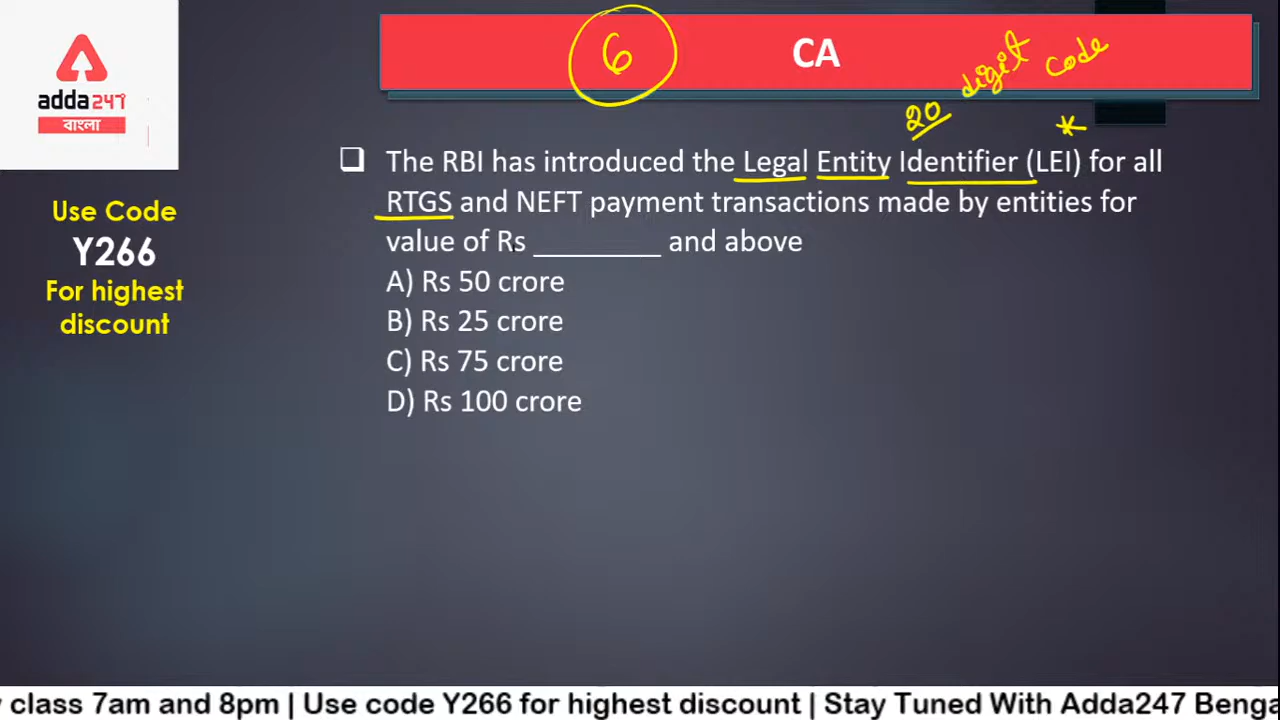 adda247
বাংলা
Use Code
Y266
For highest
discount
6
CA
20 digit code
*
The RBI has introduced the Legal Entity Identifier (LEI) for all
RTGS and NEFT payment transactions made by entities for
value of Rs _________ and above
A) Rs 50 crore
B) Rs 25 crore
C) Rs 75 crore
D) Rs 100 crore
class 7am and 8pm | Use code Y266 for highest discount | Stay Tuned With Adda247 Benga